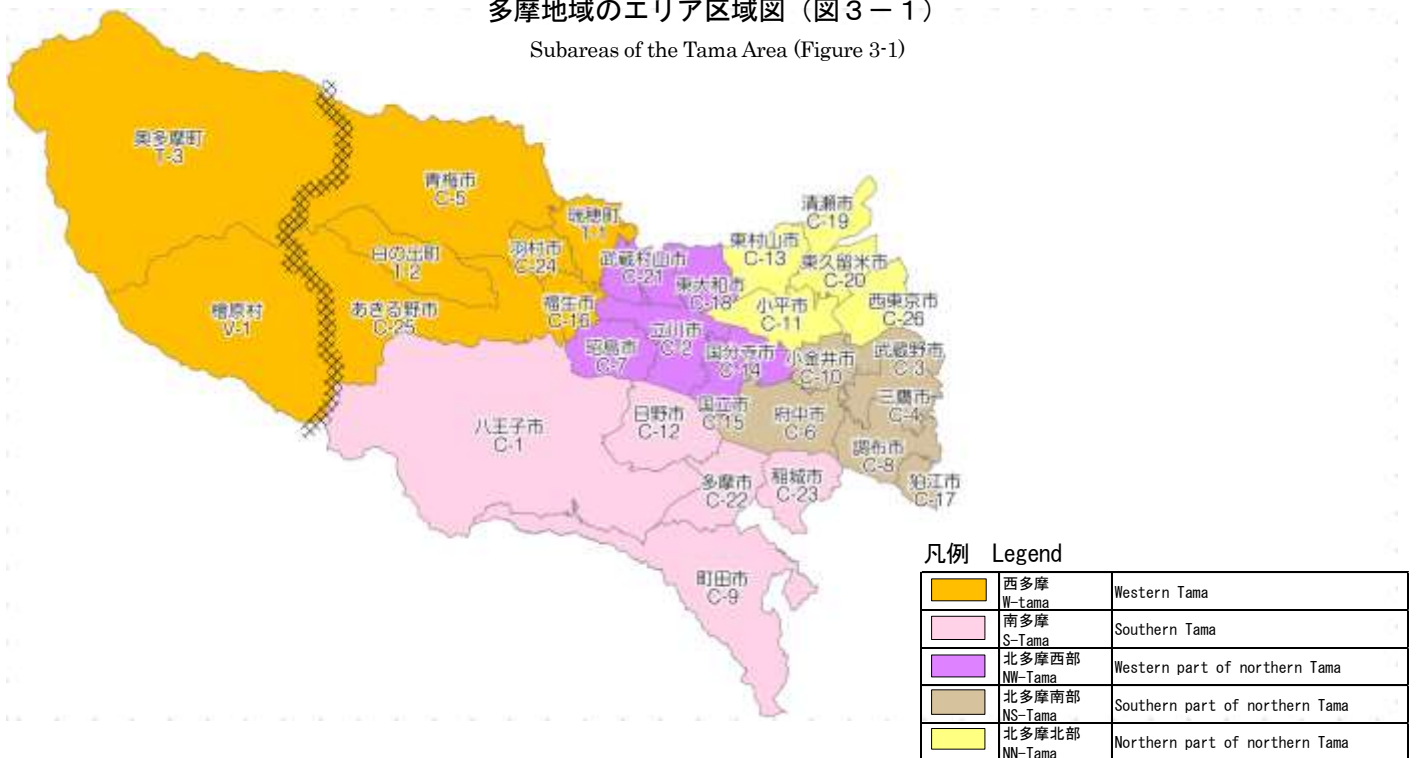 多摩地域のエリア区域図（図３－１）
Subareas of the Tama Area (Figure 3-1)
奥多摩町
T-3
青梅市
C-5
瑞穂町
T-1
清瀬市
C-19
東村山市
C-13
日の出町
T-2
羽村市
C-24
武蔵村山市
C-21
東久留米市
C-20
東大和市
C-18
檜原村
V-1
あきる野市
C-25
福生市
C-16
小平市
C-11
西東京市
C-26
立川市
C-2
昭島市
C-7
国分寺市
C-14
小金井市
C-10
武蔵野市
C-3
三鷹市
C-4
八王子市
C-1
日野市
C-12
国立市
C-15
府中市
C-6
調布市
C-8
多摩市
C-22
稲城市
C-23
狛江市
C-17
町田市
C-9
凡例 Legend
西多摩
W-tama
Western Tama
南多摩
S-Tama
Southern Tama
北多摩西部
NW-Tama
Western part of northern Tama
北多摩南部
NS-Tama
Southern part of northern Tama
北多摩北部
NN-Tama
Northern part of northern Tama